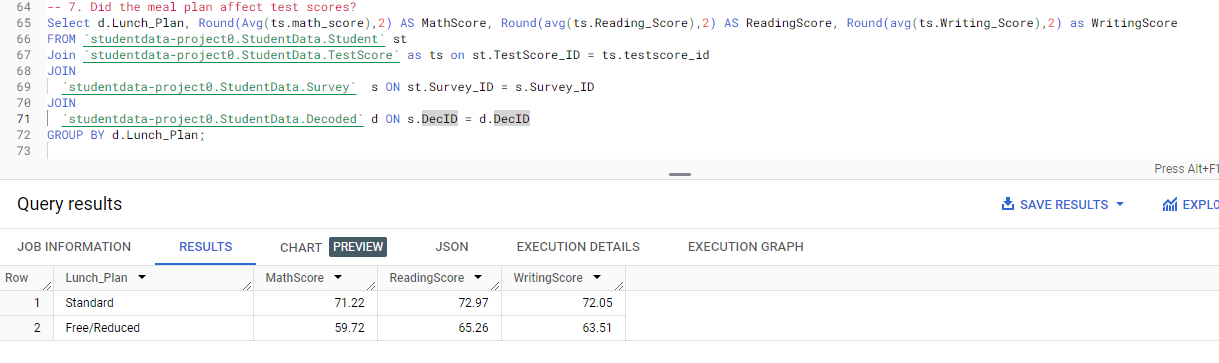 64 -- 7. Did the meal plan affect test scores?
65 Select d.Lunch_Plan, Round(Avg(ts.math_score),2) AS MathScore, Round(avg(ts.Reading_Score),2) AS ReadingScore, Round(avg(ts.Writing_Score),2) as WritingScore
66 FROM `studentdata-project0.StudentData.Student` st
67 Join `studentdata-project0.StudentData.TestScore` as ts on st.TestScore_ID = ts.testscore_id
68 JOIN
69 `studentdata-project0.StudentData.Survey` s ON st.Survey_ID = s.Survey_ID
70 JOIN
71 `studentdata-project0.StudentData.Decoded` d ON s.DecID = d.DecID
72 GROUP BY d.Lunch_Plan;
73
Press Alt+F1
Query results SAVE RESULTS EXPLO
JOB INFORMATION RESULTS CHART PREVIEW JSON EXECUTION DETAILS EXECUTION GRAPH
Row Lunch_Plan MathScore ReadingScore WritingScore
1 Standard 71.22 72.97 72.05
2 Free/Reduced 59.72 65.26 63.51